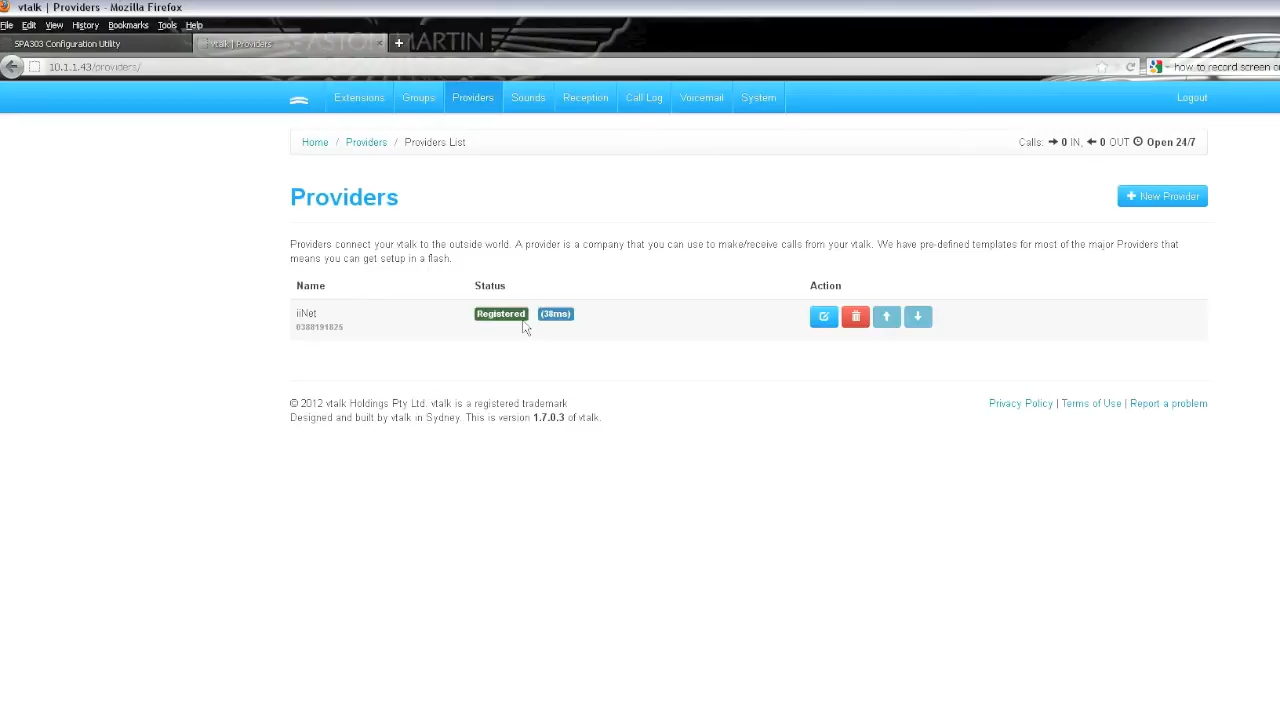 vtalk | Providers - Mozilla Firefox
File Edit View History Bookmarks Tools Help
SPA303 Configuration Utility
vtalk | Providers
ASTON MARTIN
10.1.1.43/providers/
how to record screen o
Extensions Groups Providers Sounds Reception Call Log Voicemail System Logout
Home / Providers / Providers List
Calls: 0 IN, 0 OUT Open 24/7
Providers
New Provider
Providers connect your vtalk to the outside world. A provider is a company that you can use to make/receive calls from your vtalk. We have pre-defined templates for most of the major Providers that
means you can get setup in a flash.
Name Status Action
iiNet Registered (38ms)
0388191825
© 2012 vtalk Holdings Pty Ltd. vtalk is a registered trademark
Privacy Policy | Terms of Use | Report a problem
Designed and built by vtalk in Sydney. This is version 1.7.0.3 of vtalk.